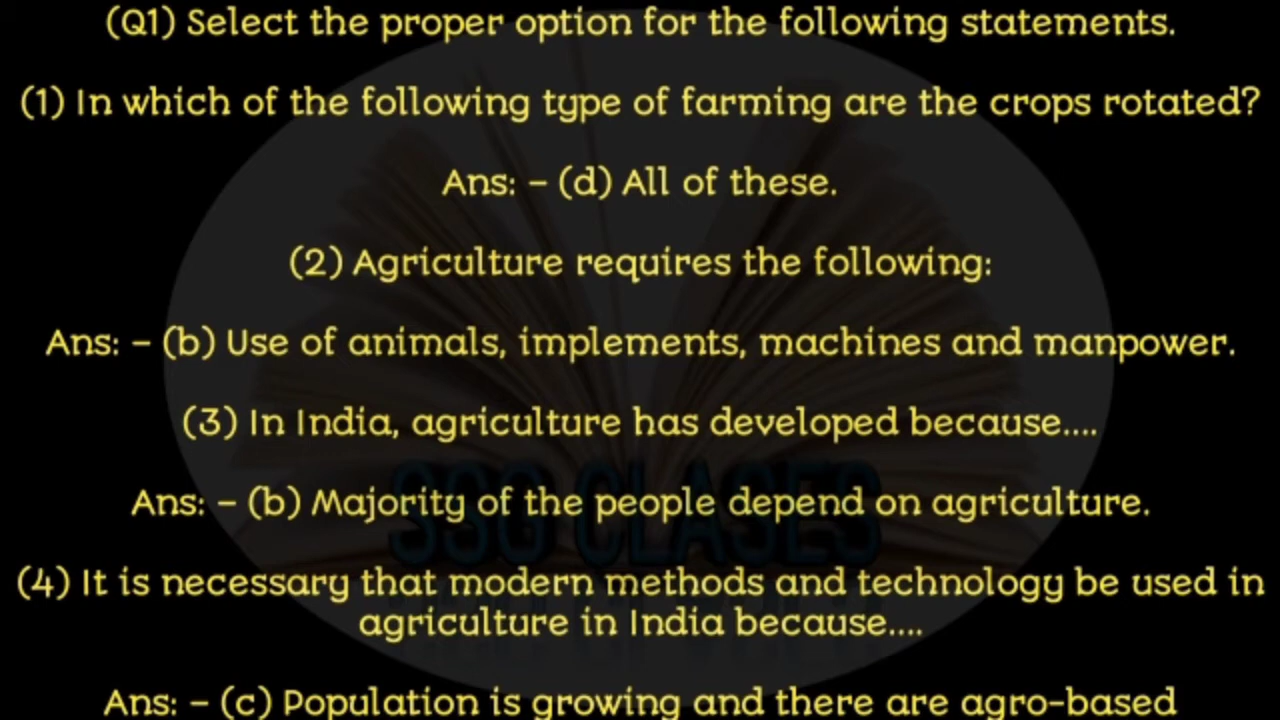 (Q1) Select the proper option for the following statements.
(1) In which of the following type of farming are the crops rotated?
Ans: – (d) All of these.
(2) Agriculture requires the following:
Ans: – (b) Use of animals, implements, machines and manpower.
(3) In India, agriculture has developed because....
Ans: – (b) Majority of the people depend on agriculture.
SSG CLASES
(4) It is necessary that modern methods and technology be used in
agriculture in India because....
Ans: – (c) Population is growing and there are agro-based